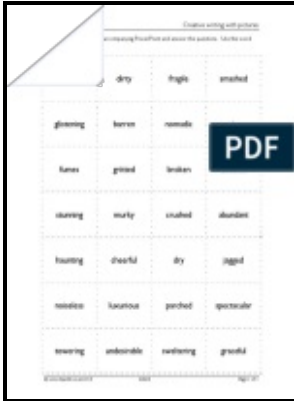 Creative writing with pictures
dirty fragile smashed
glistening barren nomadic
PDF
fumes gritted broken
stunning murky crushed abundant
haunting cheerful dry jagged
noiseless luxurious parched spectacular
towering undesirable sweltering graceful